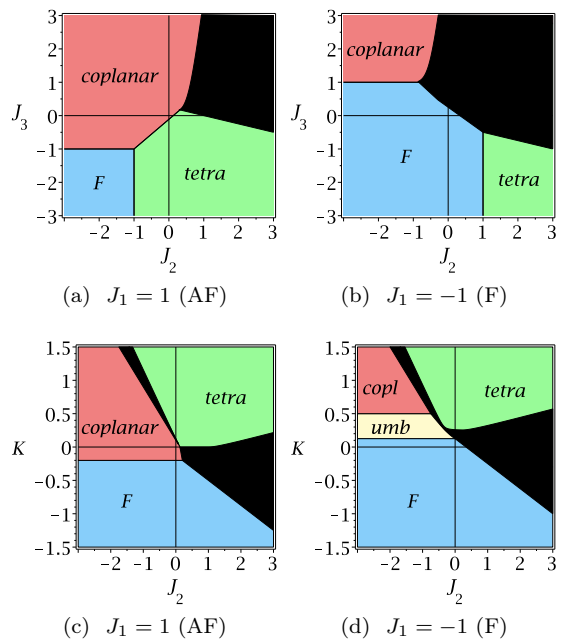 3 3
2 2
coplanar coplanar
1 1
J3 0 J3 0
−1 −1
F F
−2 tetra −2 tetra
−3 −3
−2 −1 0 1 2 3 −2 −1 0 1 2 3
J2 J2
(a) J1 = 1 (AF) (b) J1 = −1 (F)
1.5 1.5
1 1 copl tetra
tetra
0.5 0.5
coplanar umb
K 0 K 0
−0.5 −0.5
F F
−1 −1
−1.5 −1.5
−2 −1 0 1 2 3 −2 −1 0 1 2 3
J2 J2
(c) J1 = 1 (AF) (d) J1 = −1 (F)